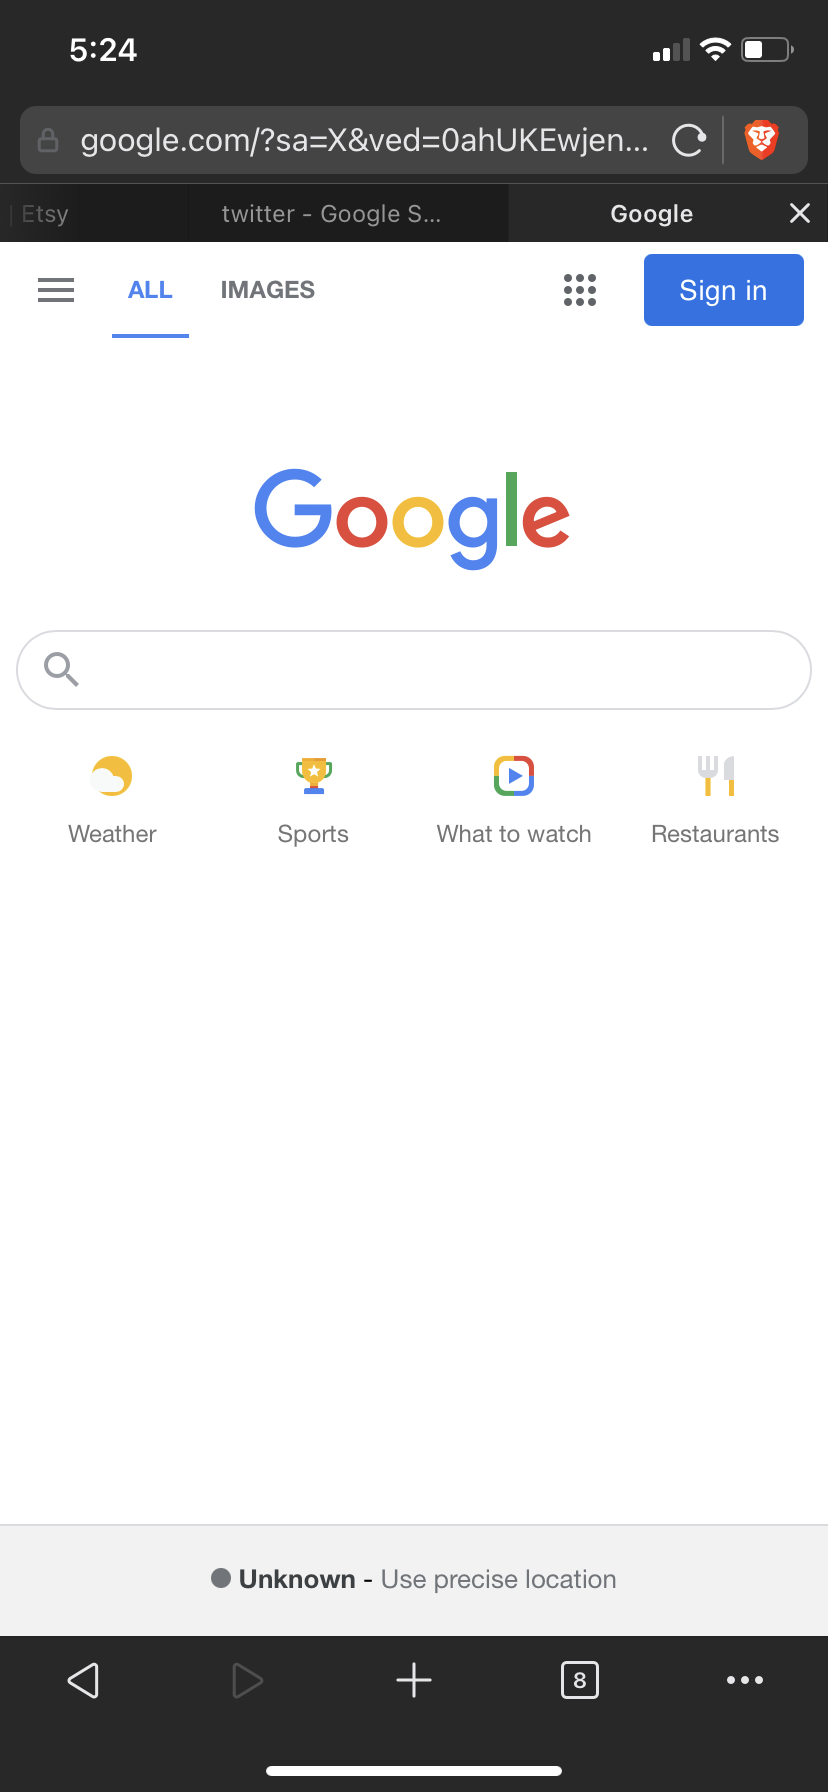 5:24
google.com/?sa=X&ved=0ahUKEwjen...
| Etsy
twitter - Google S...
Google
ALL
IMAGES
Sign in
Google
Weather
Sports
What to watch
Restaurants
Unknown - Use precise location
8